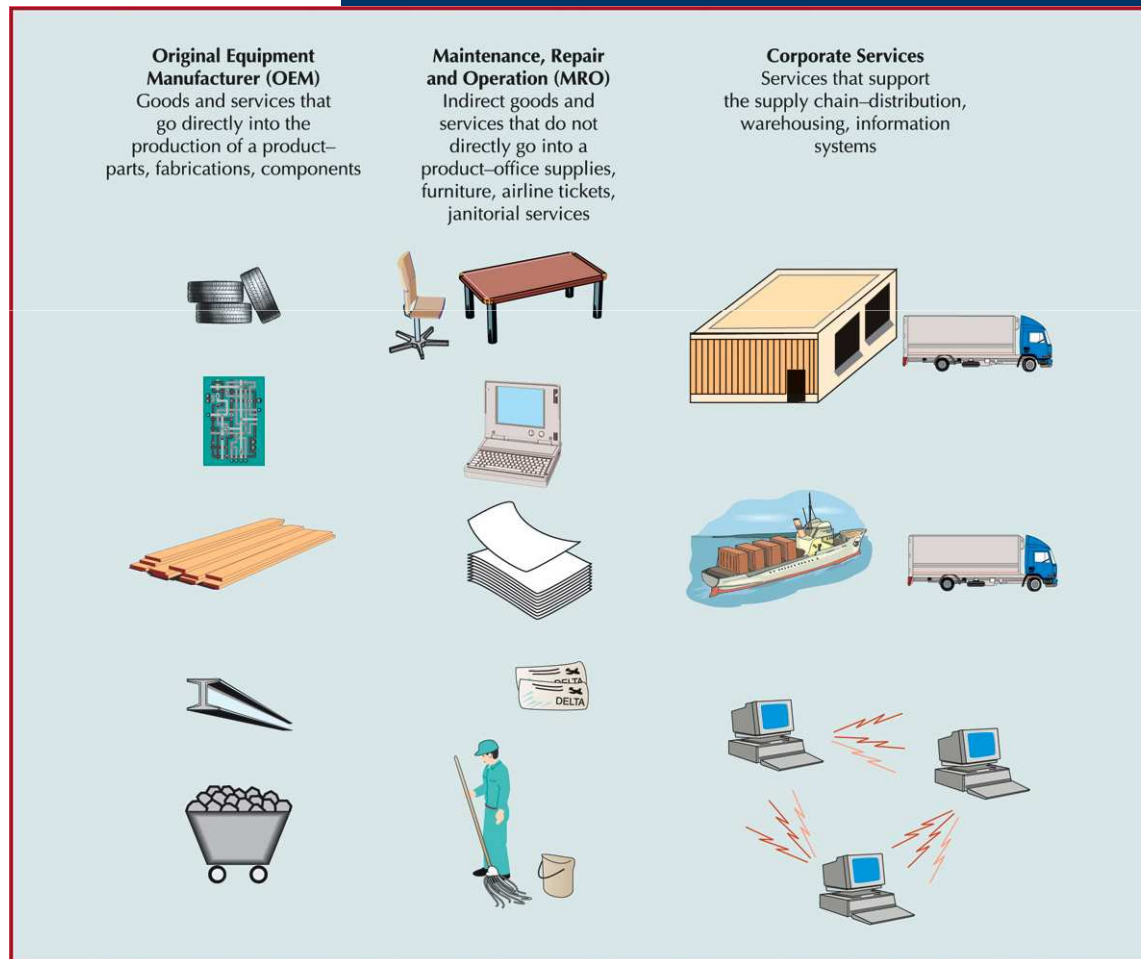 Original Equipment
Manufacturer (OEM)
Goods and services that
go directly into the
production of a product–
parts, fabrications, components
Maintenance, Repair
and Operation (MRO)
Indirect goods and
services that do not
directly go into a
product–office supplies,
furniture, airline tickets,
janitorial services
Corporate Services
Services that support
the supply chain–distribution,
warehousing, information
systems
DELTA
DELTA